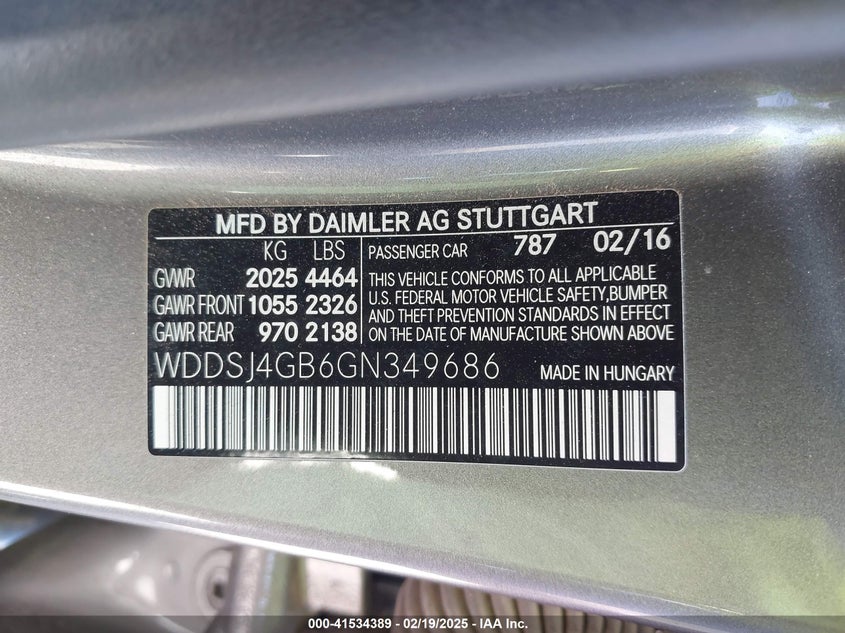 MFD BY DAIMLER AG STUTTGART
KG LBS
GVWR 2025 4464
GAWR FRONT 1055 2326
GAWR REAR 970 2138
PASSENGER CAR 787 02/16
THIS VEHICLE CONFORMS TO ALL APPLICABLE
U.S. FEDERAL MOTOR VEHICLE SAFETY,BUMPER
AND THEFT PREVENTION STANDARDS IN EFFECT
ON THE DATE OF MANUFACTURE SHOWN ABOVE
WDDSJ4GB6GN349686 MADE IN HUNGARY
000-41534389 - 02/19/2025 - IAA Inc.